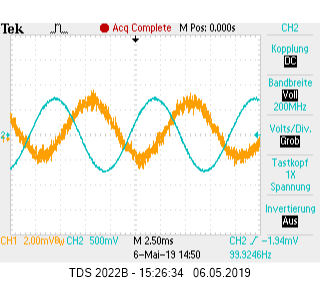 Tek Acq Complete M Pos: 0.000s CH2
Kopplung
DC
Bandbreite
Voll
200MHz
Volts/Div.
Grob
Tastkopf
1X
Spannung
Invertierung
Aus
CH1 2.00mVBW CH2 500mV M 2.50ms CH2 -1.94mV
6-Mai-19 14:50 99.9246Hz
TDS 2022B - 15:26:34 06.05.2019